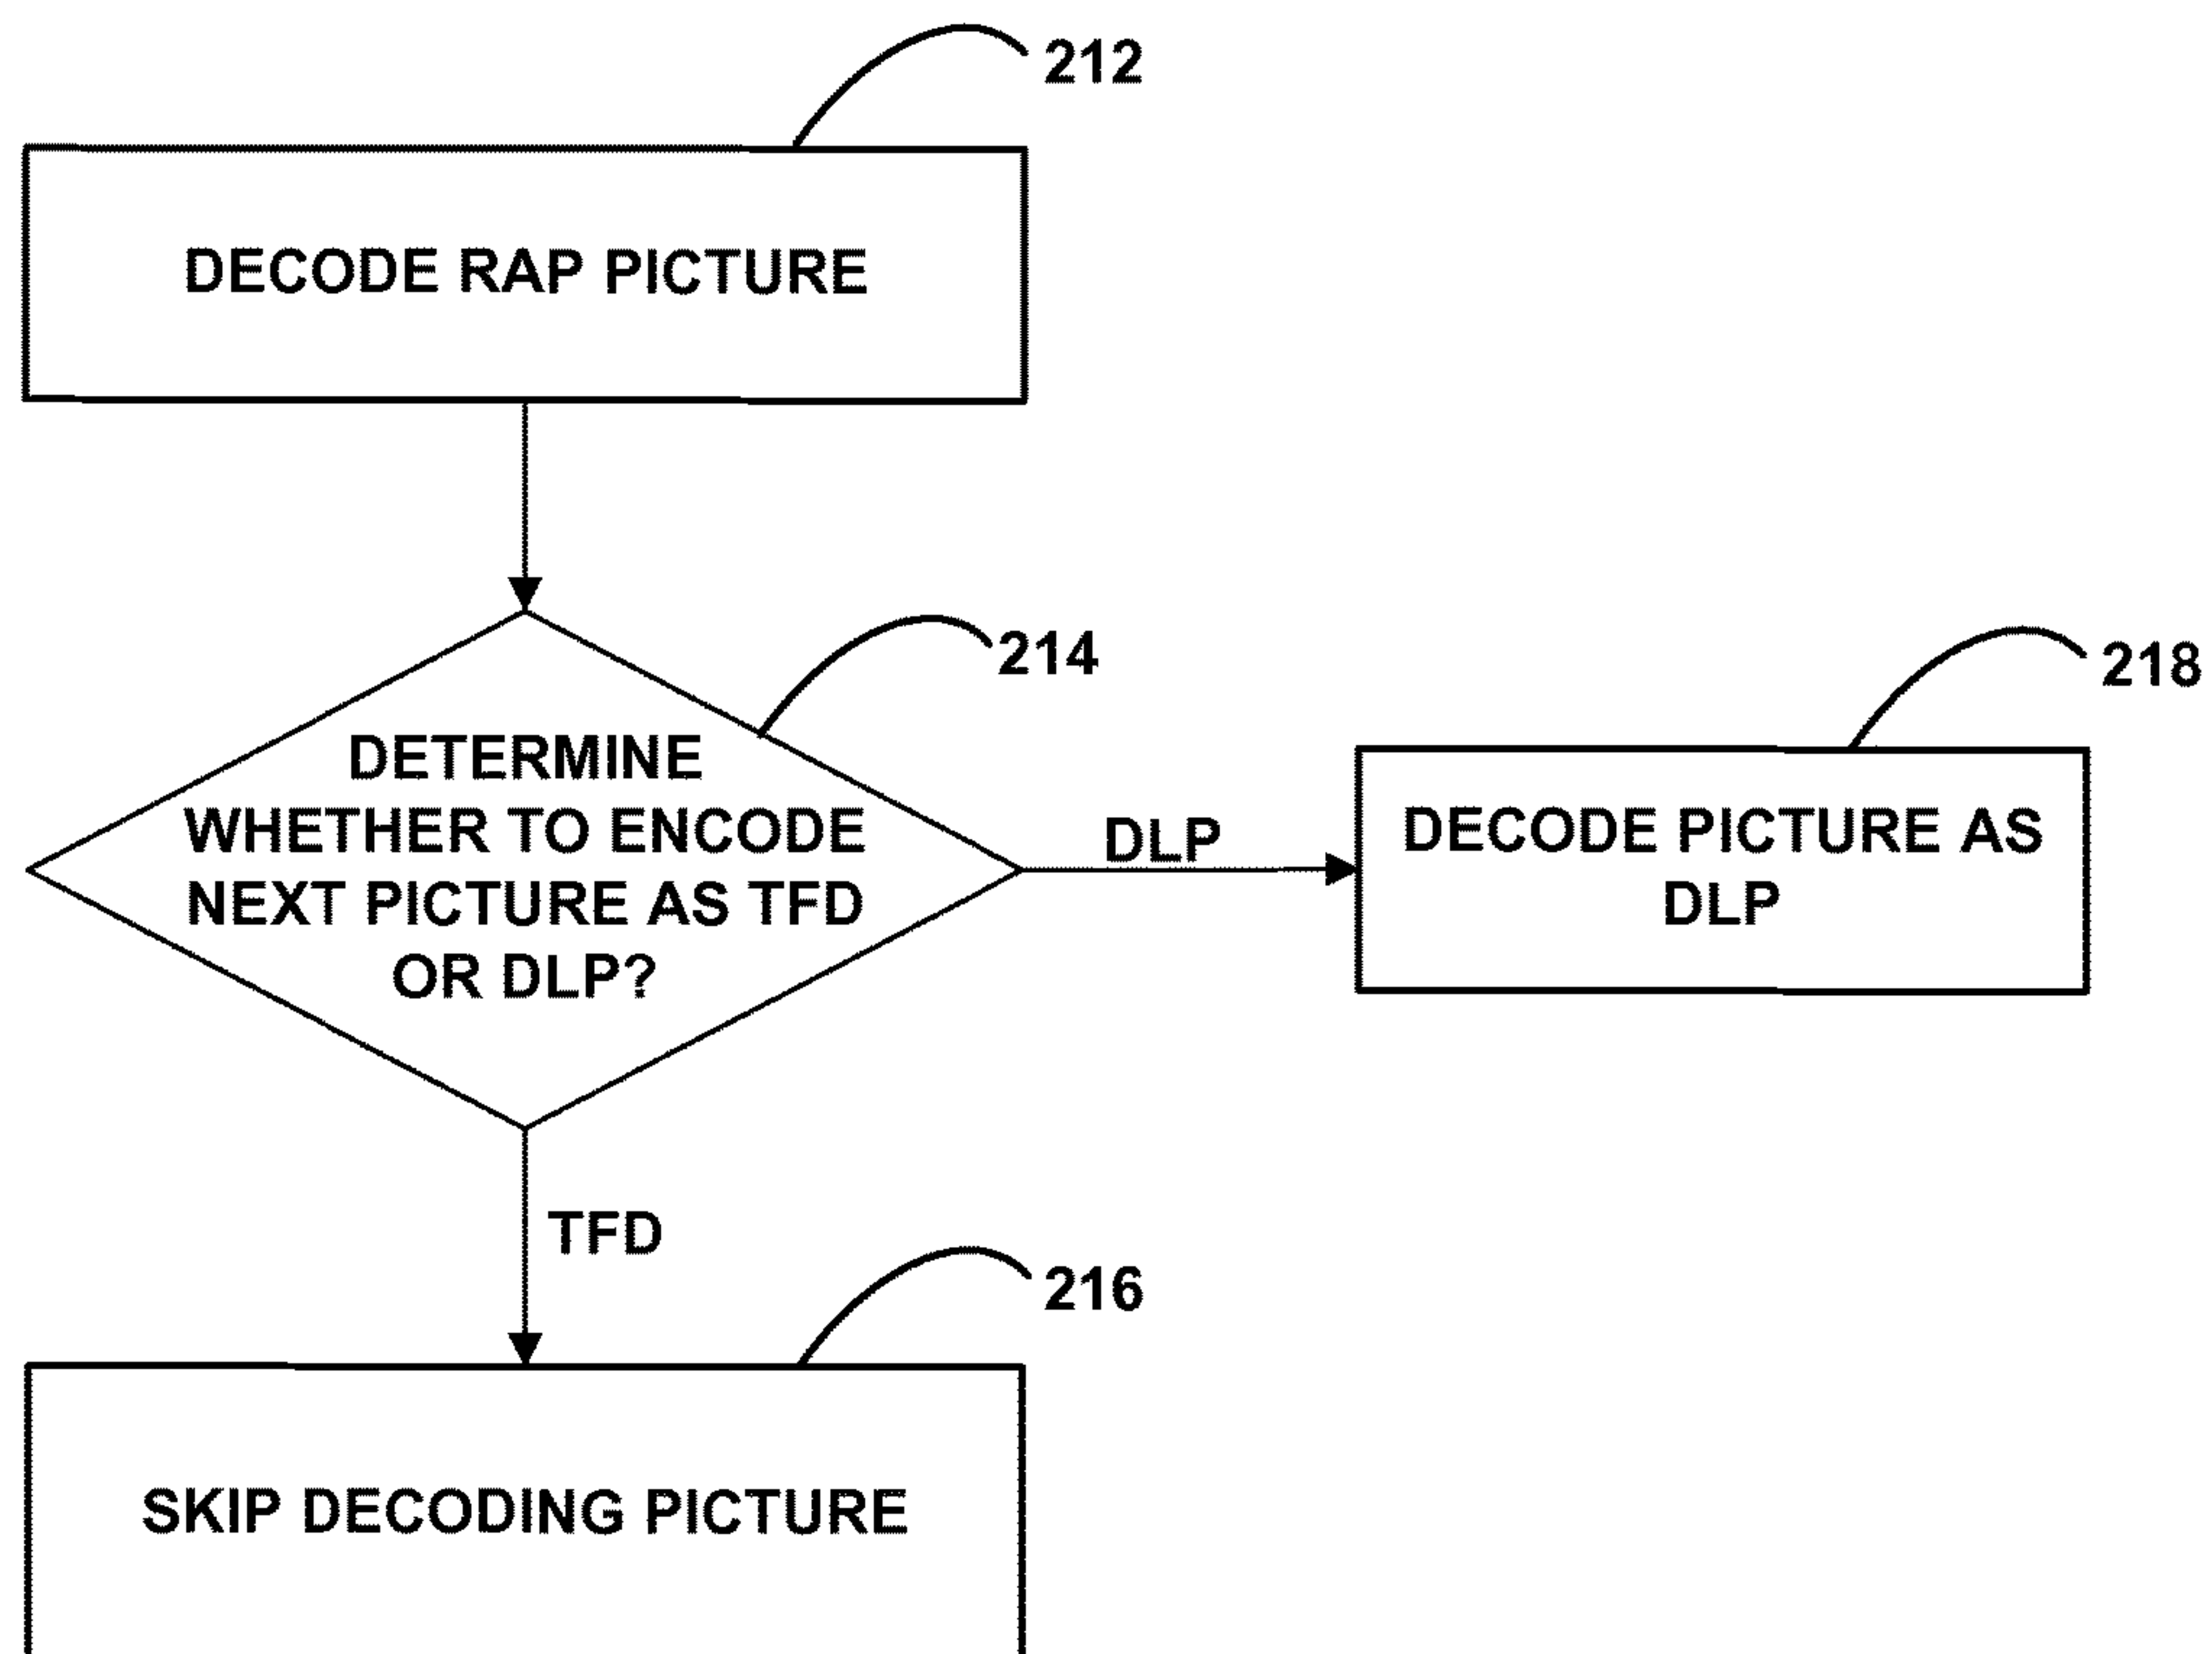 212
DECODE RAP PICTURE
214
DETERMINE
WHETHER TO ENCODE
NEXT PICTURE AS TFD
OR DLP?
DLP
218
DECODE PICTURE AS
DLP
TFD
216
SKIP DECODING PICTURE